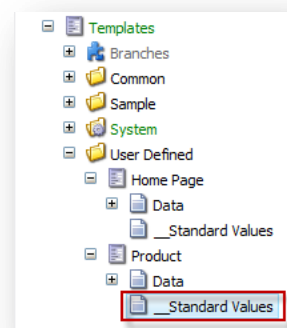 Templates
Branches
Common
Sample
System
User Defined
Home Page
Data
__Standard Values
Product
Data
__Standard Values